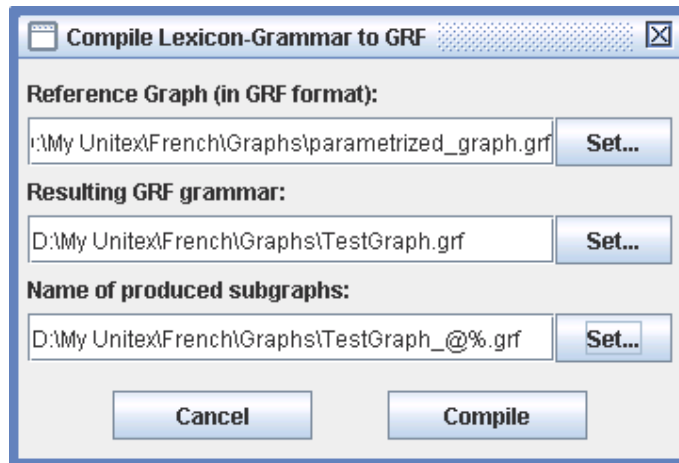 Compile Lexicon-Grammar to GRF
Reference Graph (in GRF format):
:\My Unitex\French\Graphs\parametrized_graph.grf Set...
Resulting GRF grammar:
D:\My Unitex\French\Graphs\TestGraph.grf Set...
Name of produced subgraphs:
D:\My Unitex\French\Graphs\TestGraph_@%.grf Set...
Cancel Compile